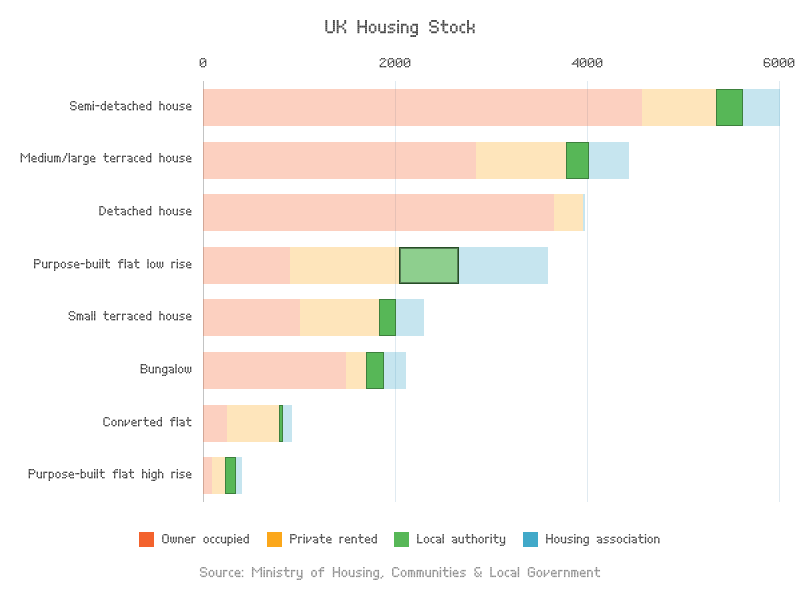 UK Housing Stock
0 2000 4000 6000
Semi-detached house
Medium/large terraced house
Detached house
Purpose-built flat low rise
Small terraced house
Bungalow
Converted flat
Purpose-built flat high rise
Owner occupied Private rented Local authority Housing association
Source: Ministry of Housing, Communities & Local Government